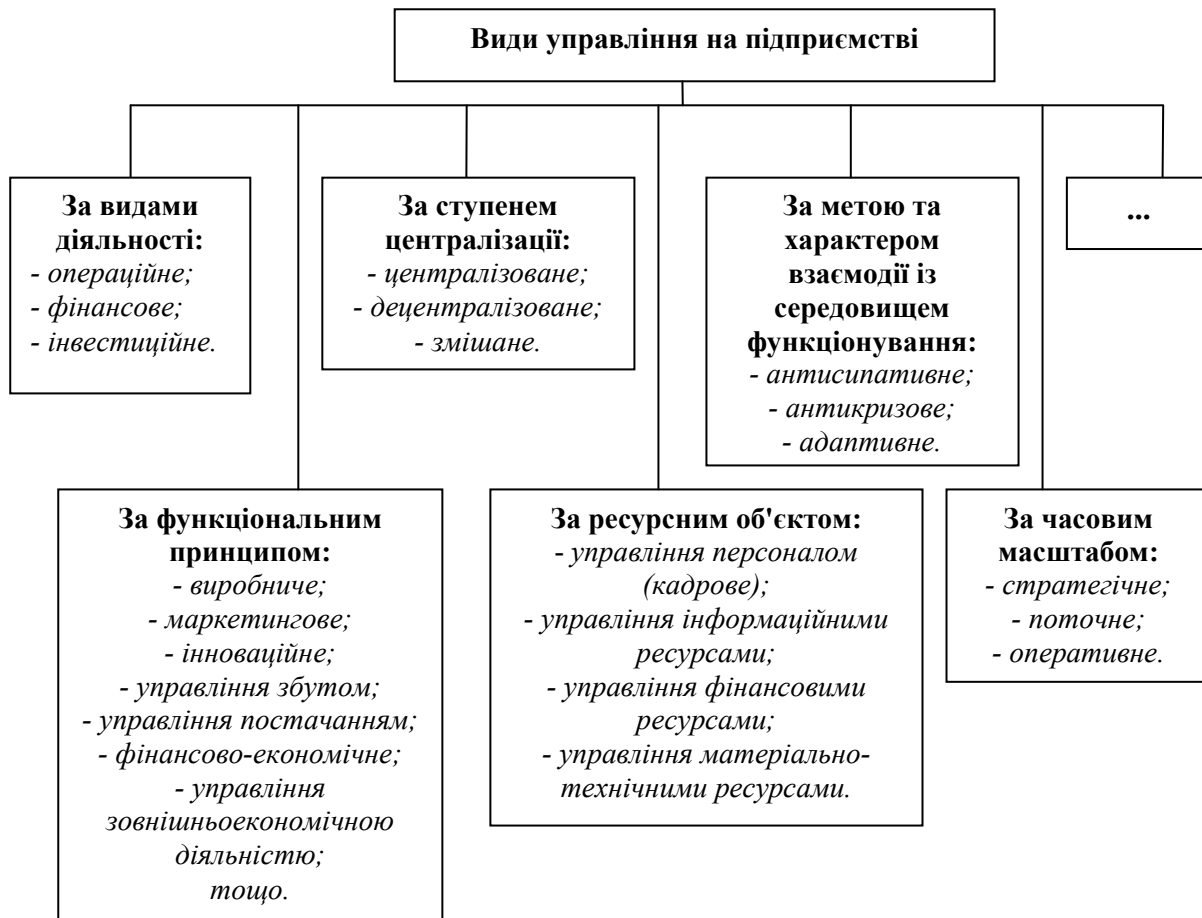 Види управління на підприємстві
За видами
діяльності:
- операційне;
- фінансове;
- інвестиційне.
За ступенем
централізації:
- централізоване;
- децентралізоване;
- змішане.
За метою та
характером
взаємодії із
середовищем
функціонування:
- антисипативне;
- антикризове;
- адаптивне.
...
За функціональним
принципом:
- виробниче;
- маркетингове;
- інноваційне;
- управління збутом;
- управління постачанням;
- фінансово-економічне;
- управління
зовнішньоекономічною
діяльністю;
тощо.
За ресурсним об'єктом:
- управління персоналом
(кадрове);
- управління інформаційними
ресурсами;
- управління фінансовими
ресурсами;
- управління матеріально-
технічними ресурсами.
За часовим
масштабом:
- стратегічне;
- поточне;
- оперативне.